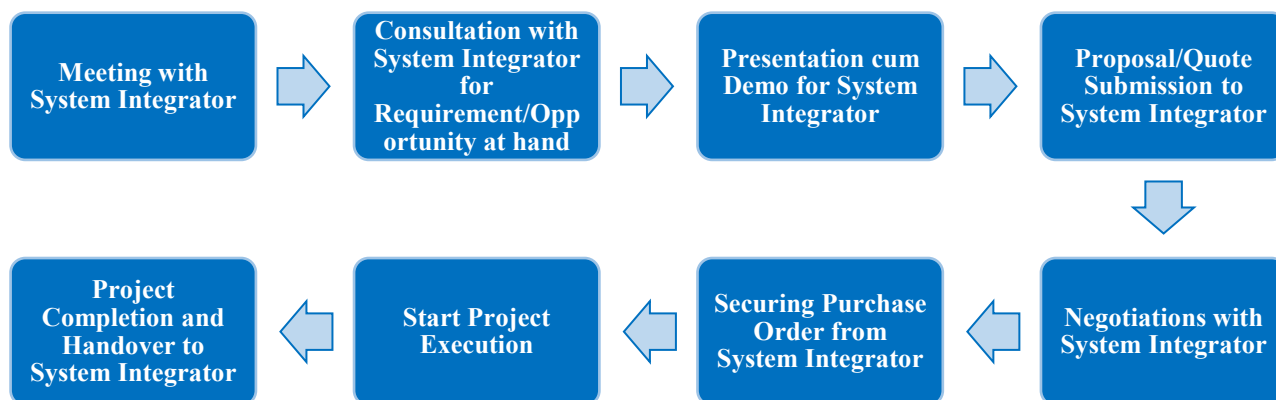 Meeting with
System Integrator
Consultation with
System Integrator
for
Requirement/Opp
ortunity at hand
Presentation cum
Demo for System
Integrator
Proposal/Quote
Submission to
System Integrator
Negotiations with
System Integrator
Securing Purchase
Order from
System Integrator
Start Project
Execution
Project
Completion and
Handover to
System Integrator